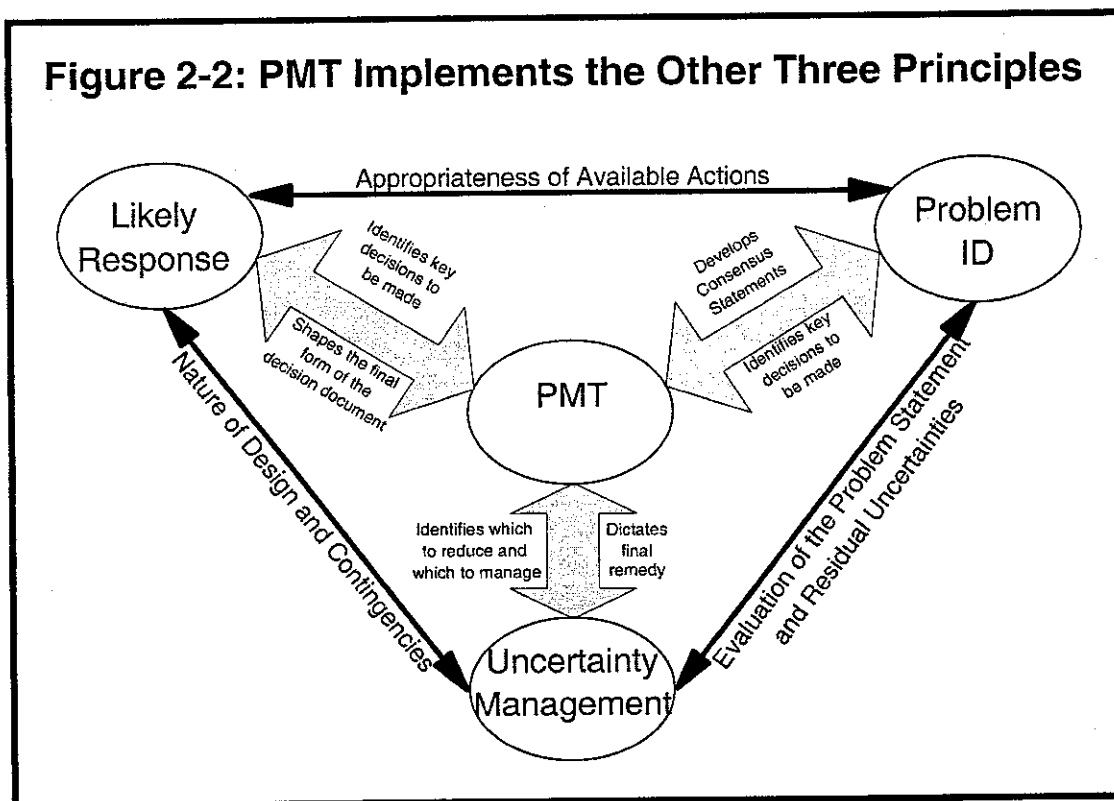 Figure 2-2: PMT Implements the Other Three Principles
Appropriateness of Available Actions
Likely
Response
Problem
ID
Identifies key
decisions to
be made
Shapes the final
form of the
decision document
Develops
Consensus
Statements
Identifies key
decisions to
be made
PMT
Nature of Design and Contingencies
Evaluation of the Problem Statement
and Residual Uncertainties
Identifies which
to reduce and
which to manage
Dictates
final
remedy
Uncertainty
Management